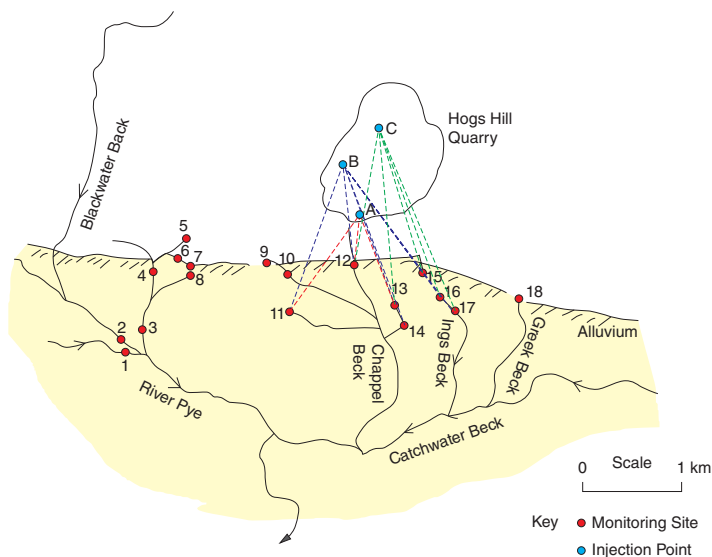 C
Hogs Hill
Quarry
B
Blackwater Back
A
5
6
7
9
10
12
4
8
15
16
18
13
17
11
14
Alluvium
2
3
1
Chappel
Beck
Ings Beck
Greek Beck
River Pye
Catchwater Beck
0 Scale 1 km
Key Monitoring Site
Injection Point